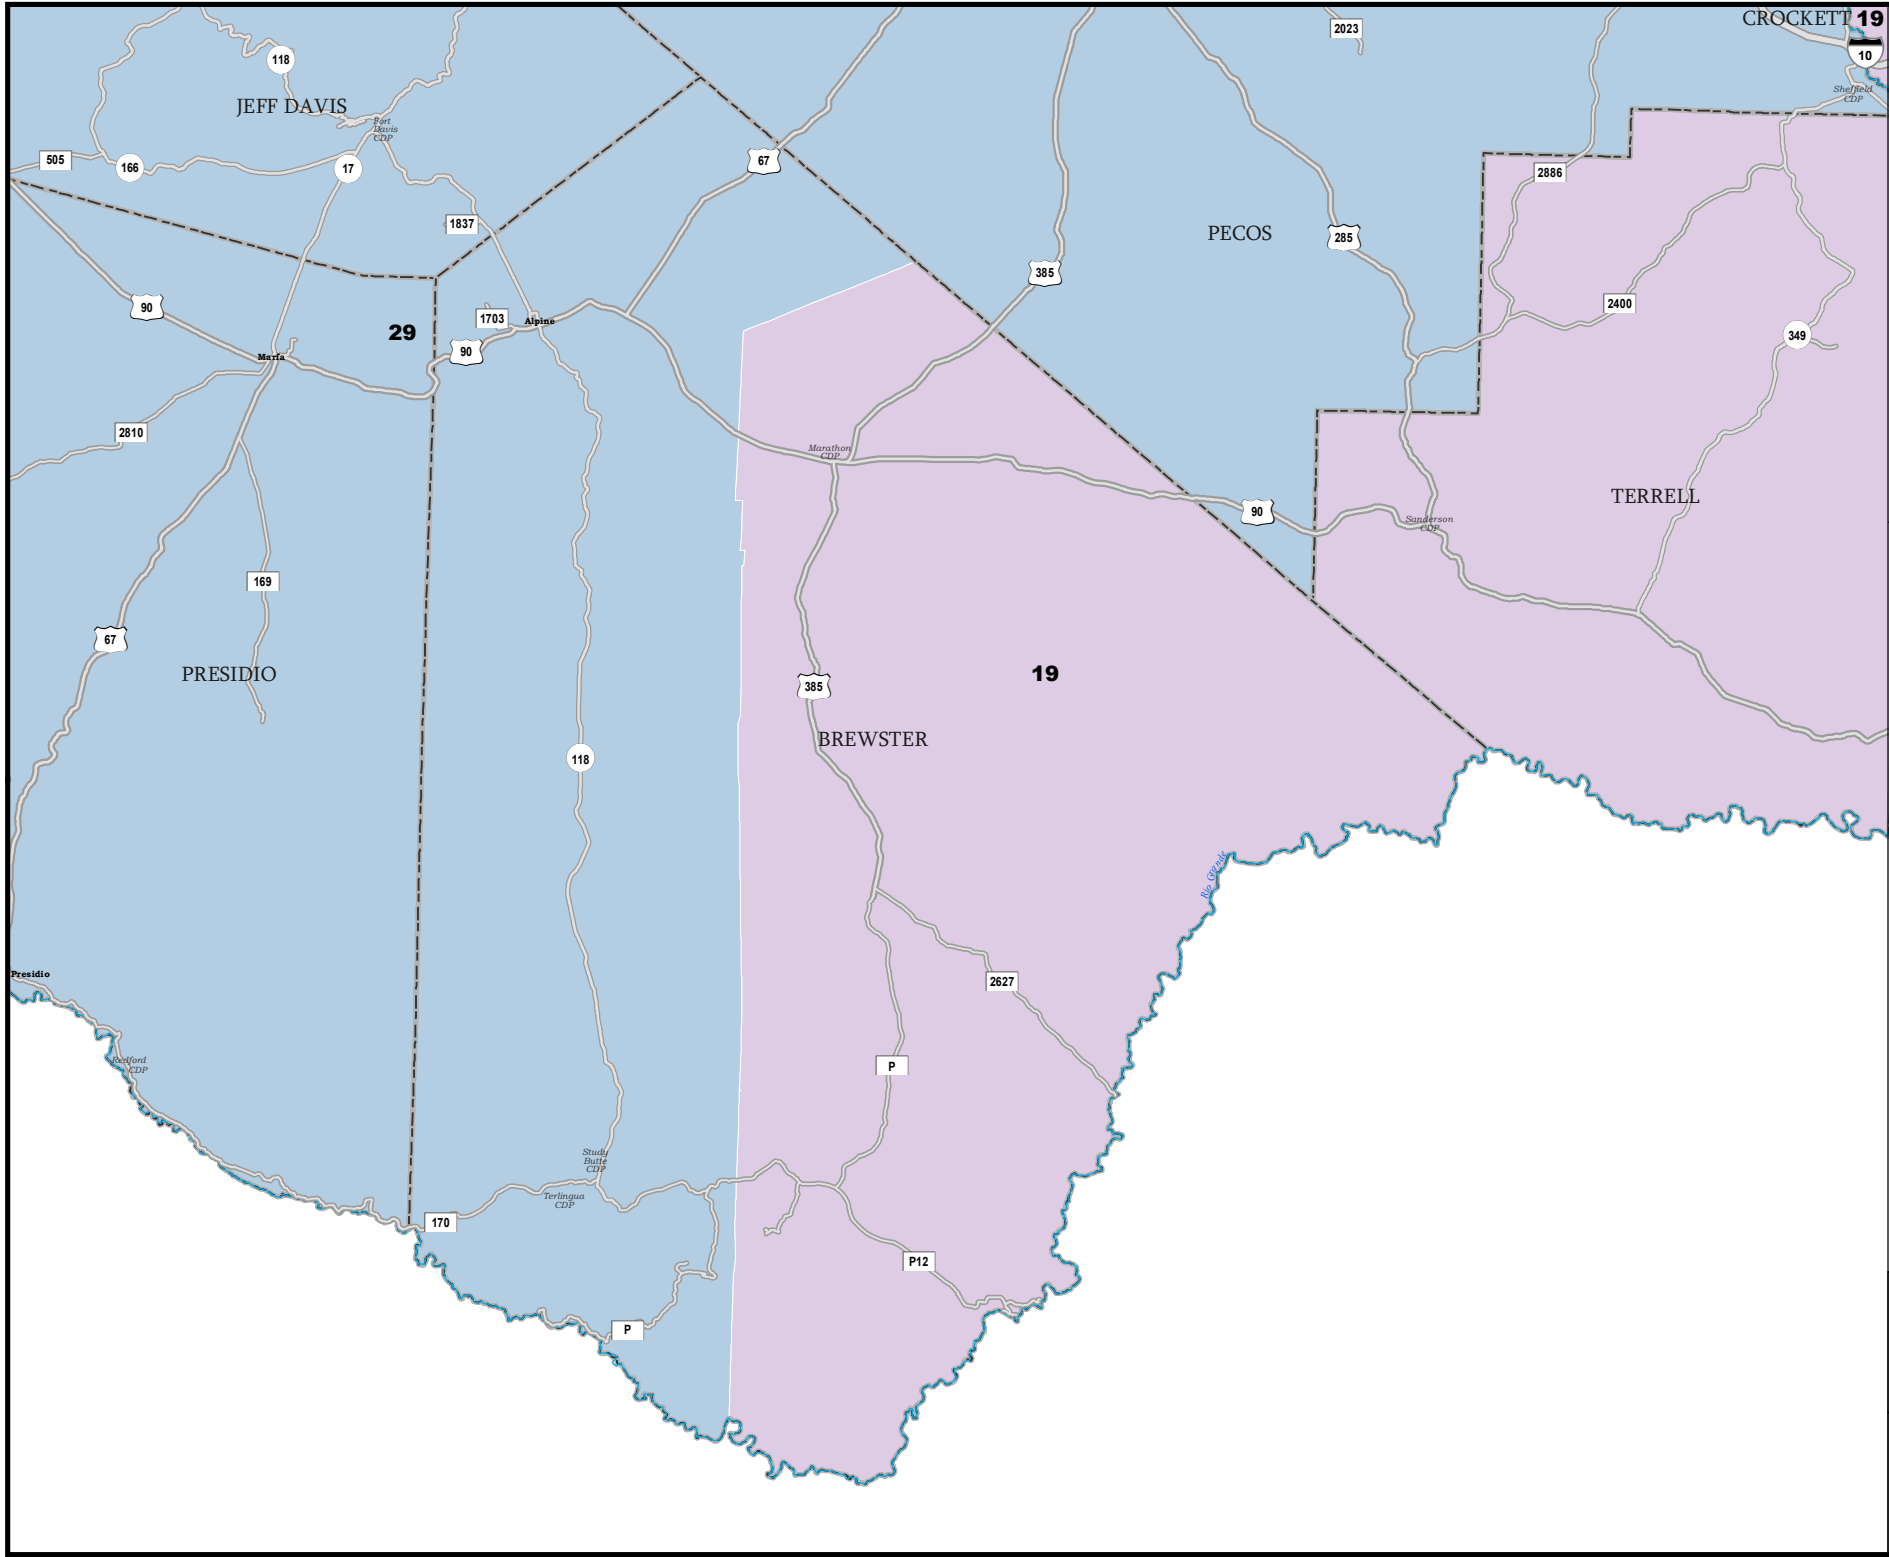 CROCKETT 19
2023
118
10
Sheffield
CDP
JEFF DAVIS
Fort
Davis
CDP
505
166
17
67
2886
1837
PECOS
285
385
90
1703
Alpine
29
90
2400
349
Marfa
2810
Marathon
CDP
90
Sanderson
CDP
TERRELL
169
67
PRESIDIO
19
385
BREWSTER
118
Rio Grande
Presidio
2627
Redford
CDP
P
Study
Butte
CDP
Terlingua
CDP
170
P12
P